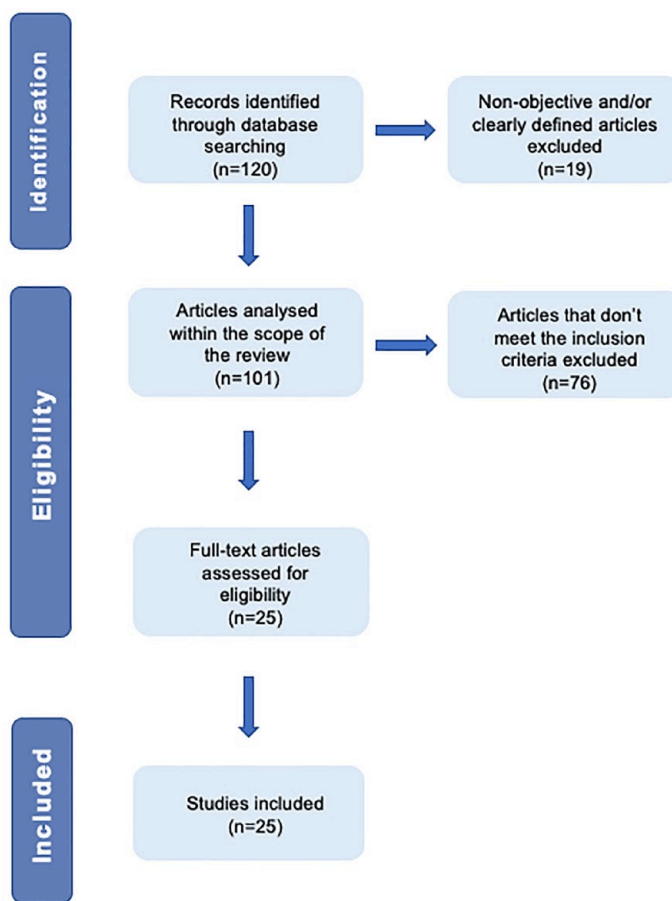 Identification
Records identified
through database
searching
(n=120)
Non-objective and/or
clearly defined articles
excluded
(n=19)
Eligibility
Articles analysed
within the scope of
the review
(n=101)
Articles that don't
meet the inclusion
criteria excluded
(n=76)
Full-text articles
assessed for
eligibility
(n=25)
Included
Studies included
(n=25)